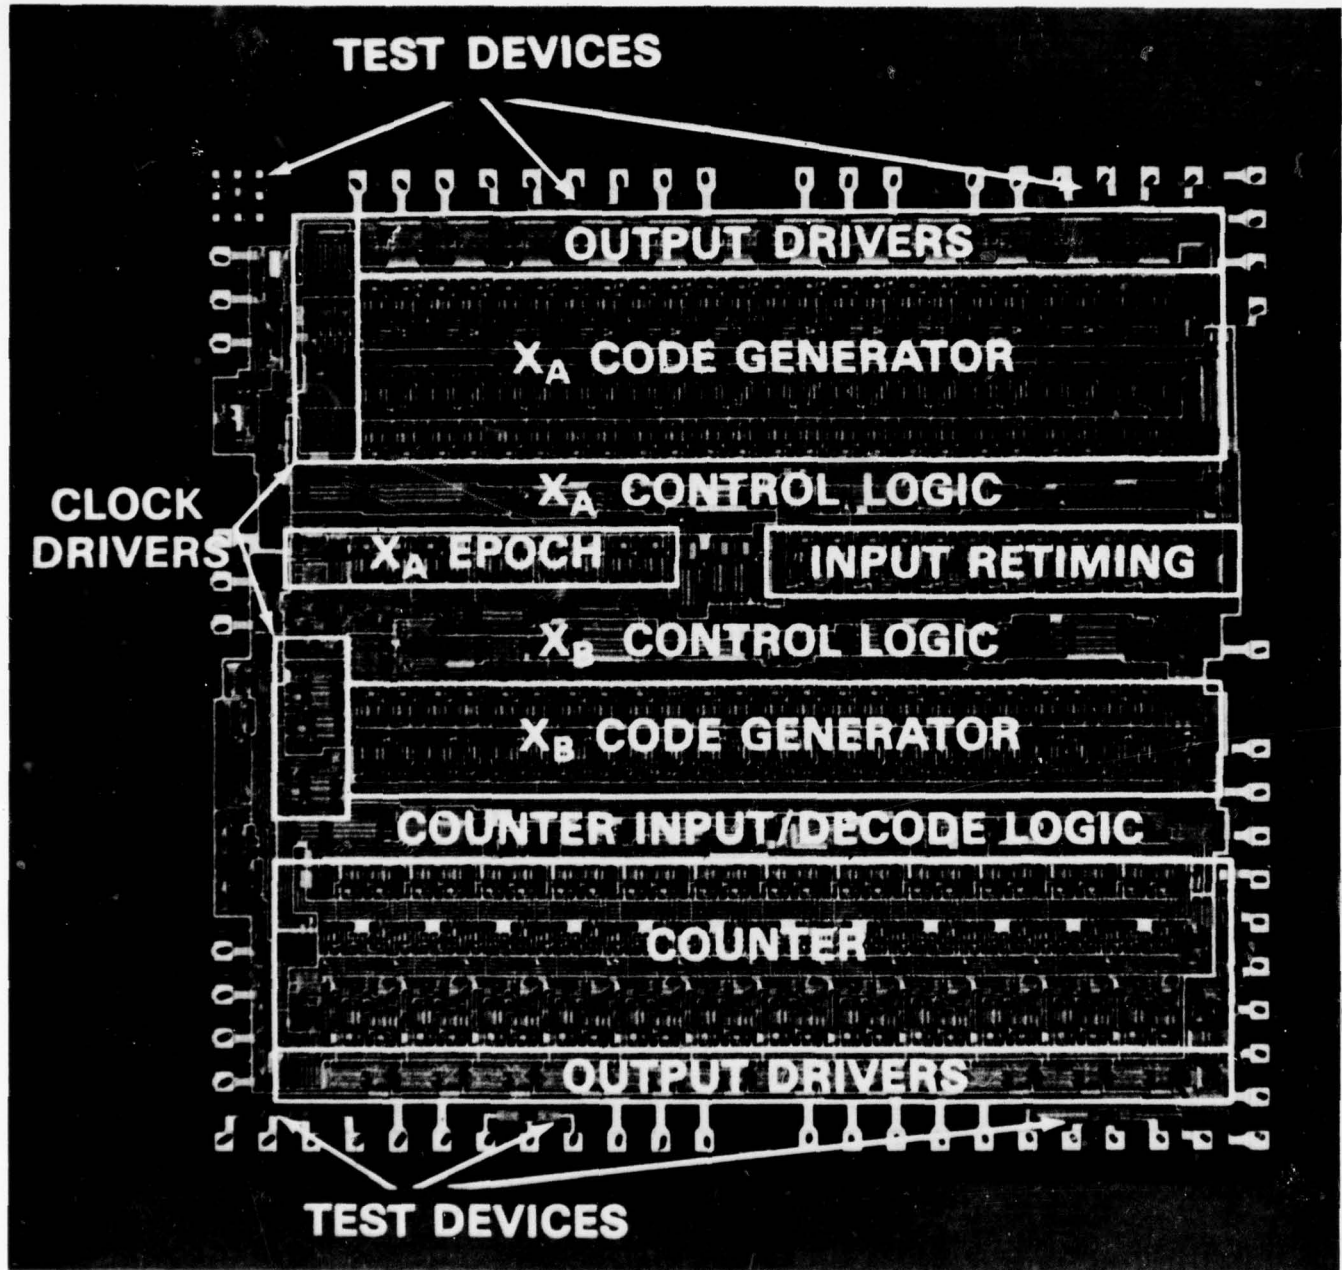 TEST DEVICES
OUTPUT DRIVERS
XA CODE GENERATOR
XA CONTROL LOGIC
CLOCK
DRIVERS
XA EPOCH
INPUT RETIMING
XB CONTROL LOGIC
XB CODE GENERATOR
COUNTER INPUT/DECODE LOGIC
COUNTER
OUTPUT DRIVERS
TEST DEVICES